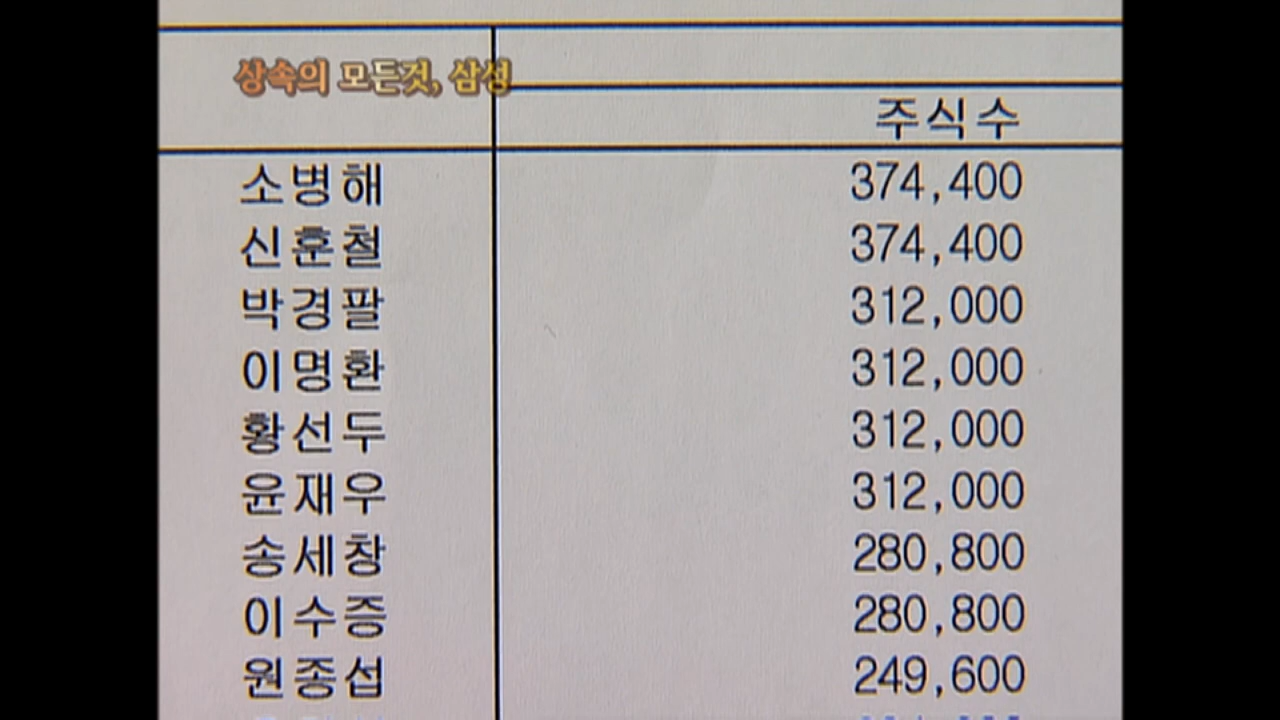 상속의 모든것, 삼성
주식수
소병해 374,400
신훈철 374,400
박경팔 312,000
이명환 312,000
황선두 312,000
윤재우 312,000
송세창 280,800
이수증 280,800
원종섭 249,600